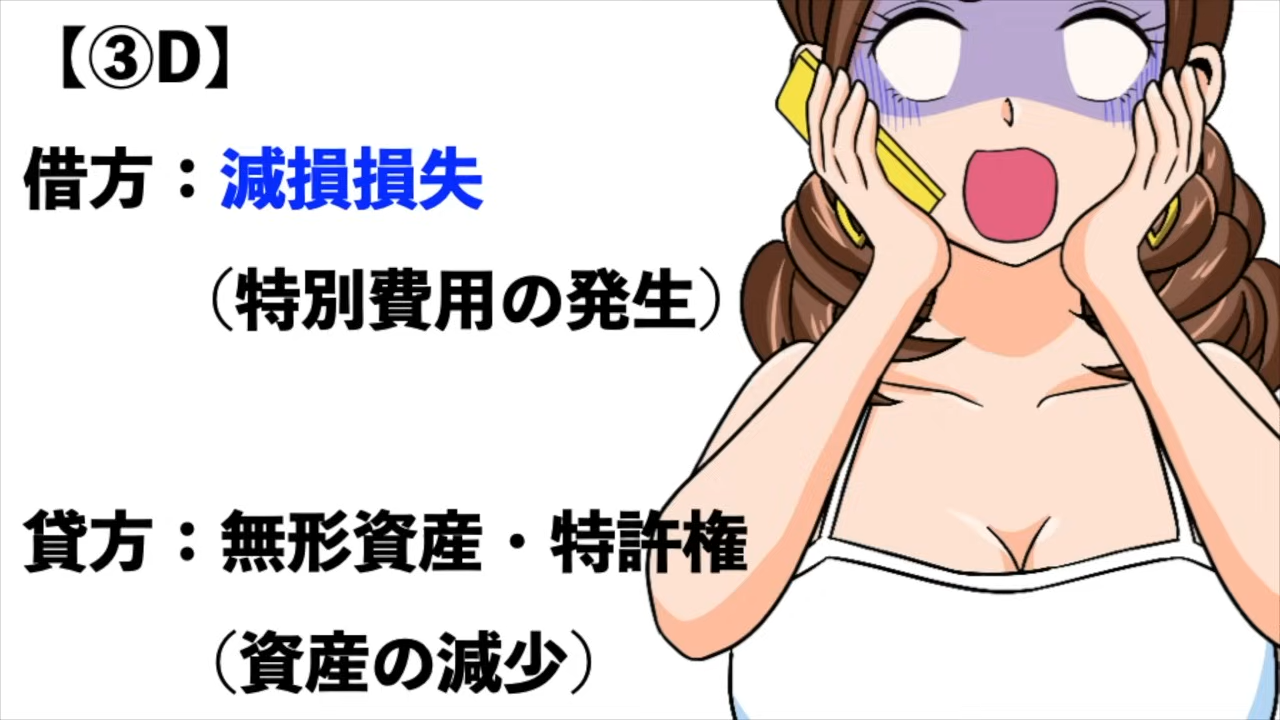 【③D】
借方：減損損失
（特別費用の発生）
貸方：無形資産・特許権
（資産の減少）